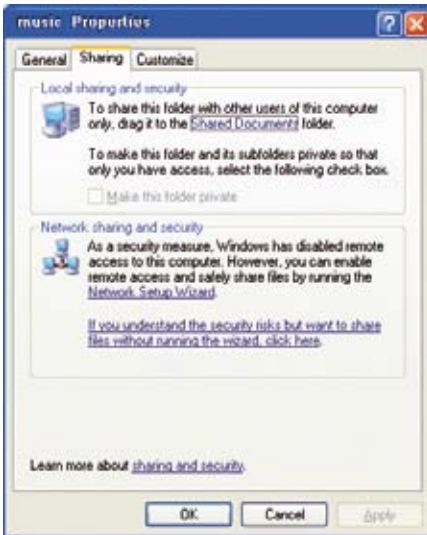 music Properties
General Sharing Customize
Local sharing and security
To share this folder with other users of this computer
only, drag it to the Shared Documents folder.
To make this folder and its subfolders private so that
only you have access, select the following check box.
Make this folder private
Network sharing and security
As a security measure, Windows has disabled remote
access to this computer. However, you can enable
remote access and safely share files by running the
Network Setup Wizard.
If you understand the security risks but want to share
files without running the wizard, click here.
Learn more about sharing and security.
OK Cancel Apply